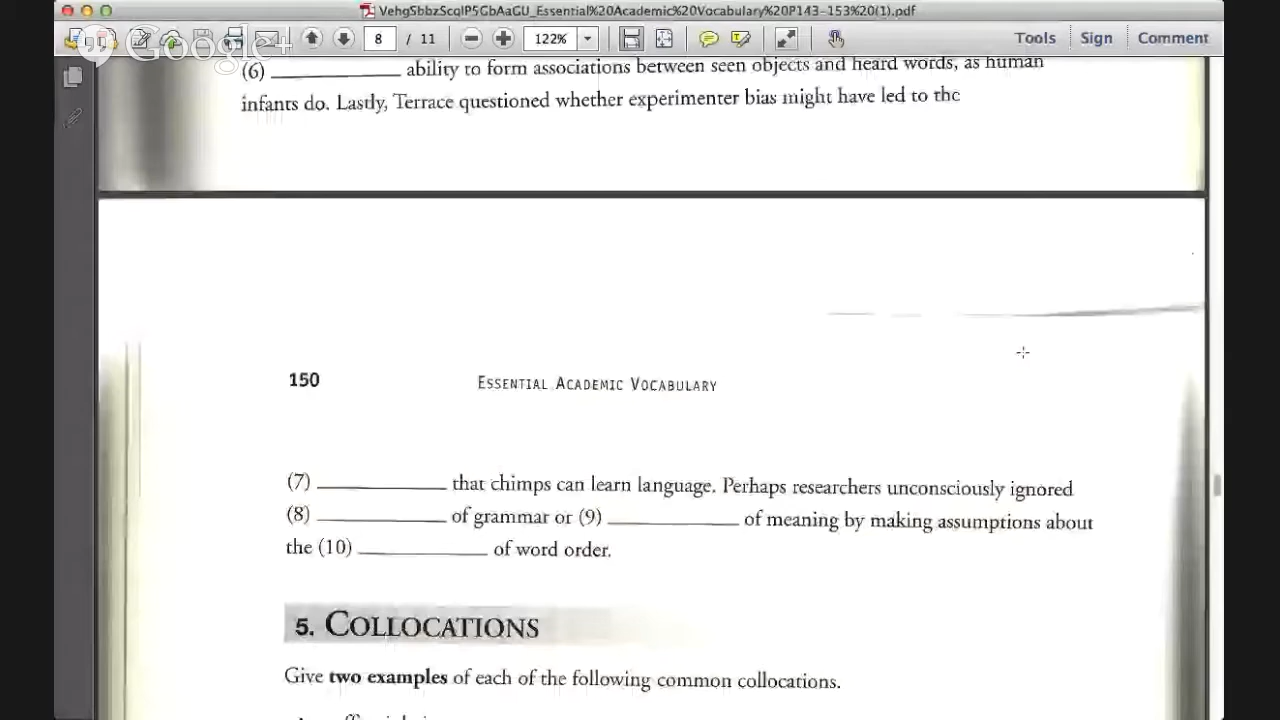 VehgSbbzScqlP5GbAaGU_Essential%20Academic%20Vocabulary%20P143-153%20(1).pdf
Google+
8 / 11 122% Tools Sign Comment
(6) ____________ ability to form associations between seen objects and heard words, as human
infants do. Lastly, Terrace questioned whether experimenter bias might have led to the
150 ESSENTIAL ACADEMIC VOCABULARY
(7) ____________ that chimps can learn language. Perhaps researchers unconsciously ignored
(8) ____________ of grammar or (9) ____________ of meaning by making assumptions about
the (10) ____________ of word order.
5. COLLOCATIONS
Give two examples of each of the following common collocations.